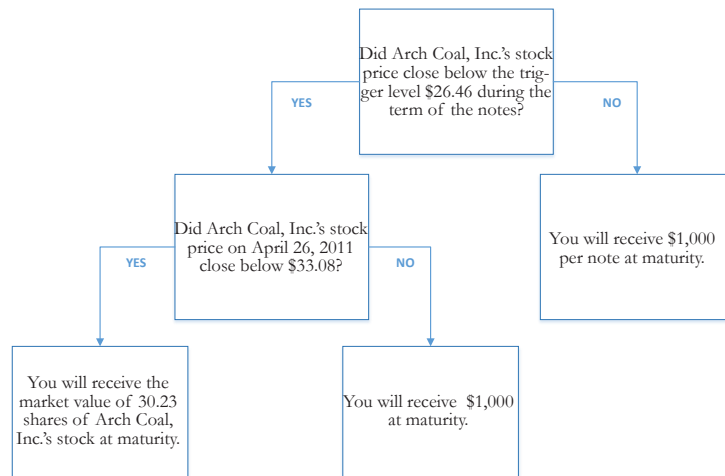 Did Arch Coal, Inc.'s stock
price close below the trig-
ger level $26.46 during the
term of the notes?
YES
NO
Did Arch Coal, Inc.'s stock
price on April 26, 2011
close below $33.08?
You will receive $1,000
per note at maturity.
YES
NO
You will receive the
market value of 30.23
shares of Arch Coal,
Inc.'s stock at maturity.
You will receive $1,000
at maturity.